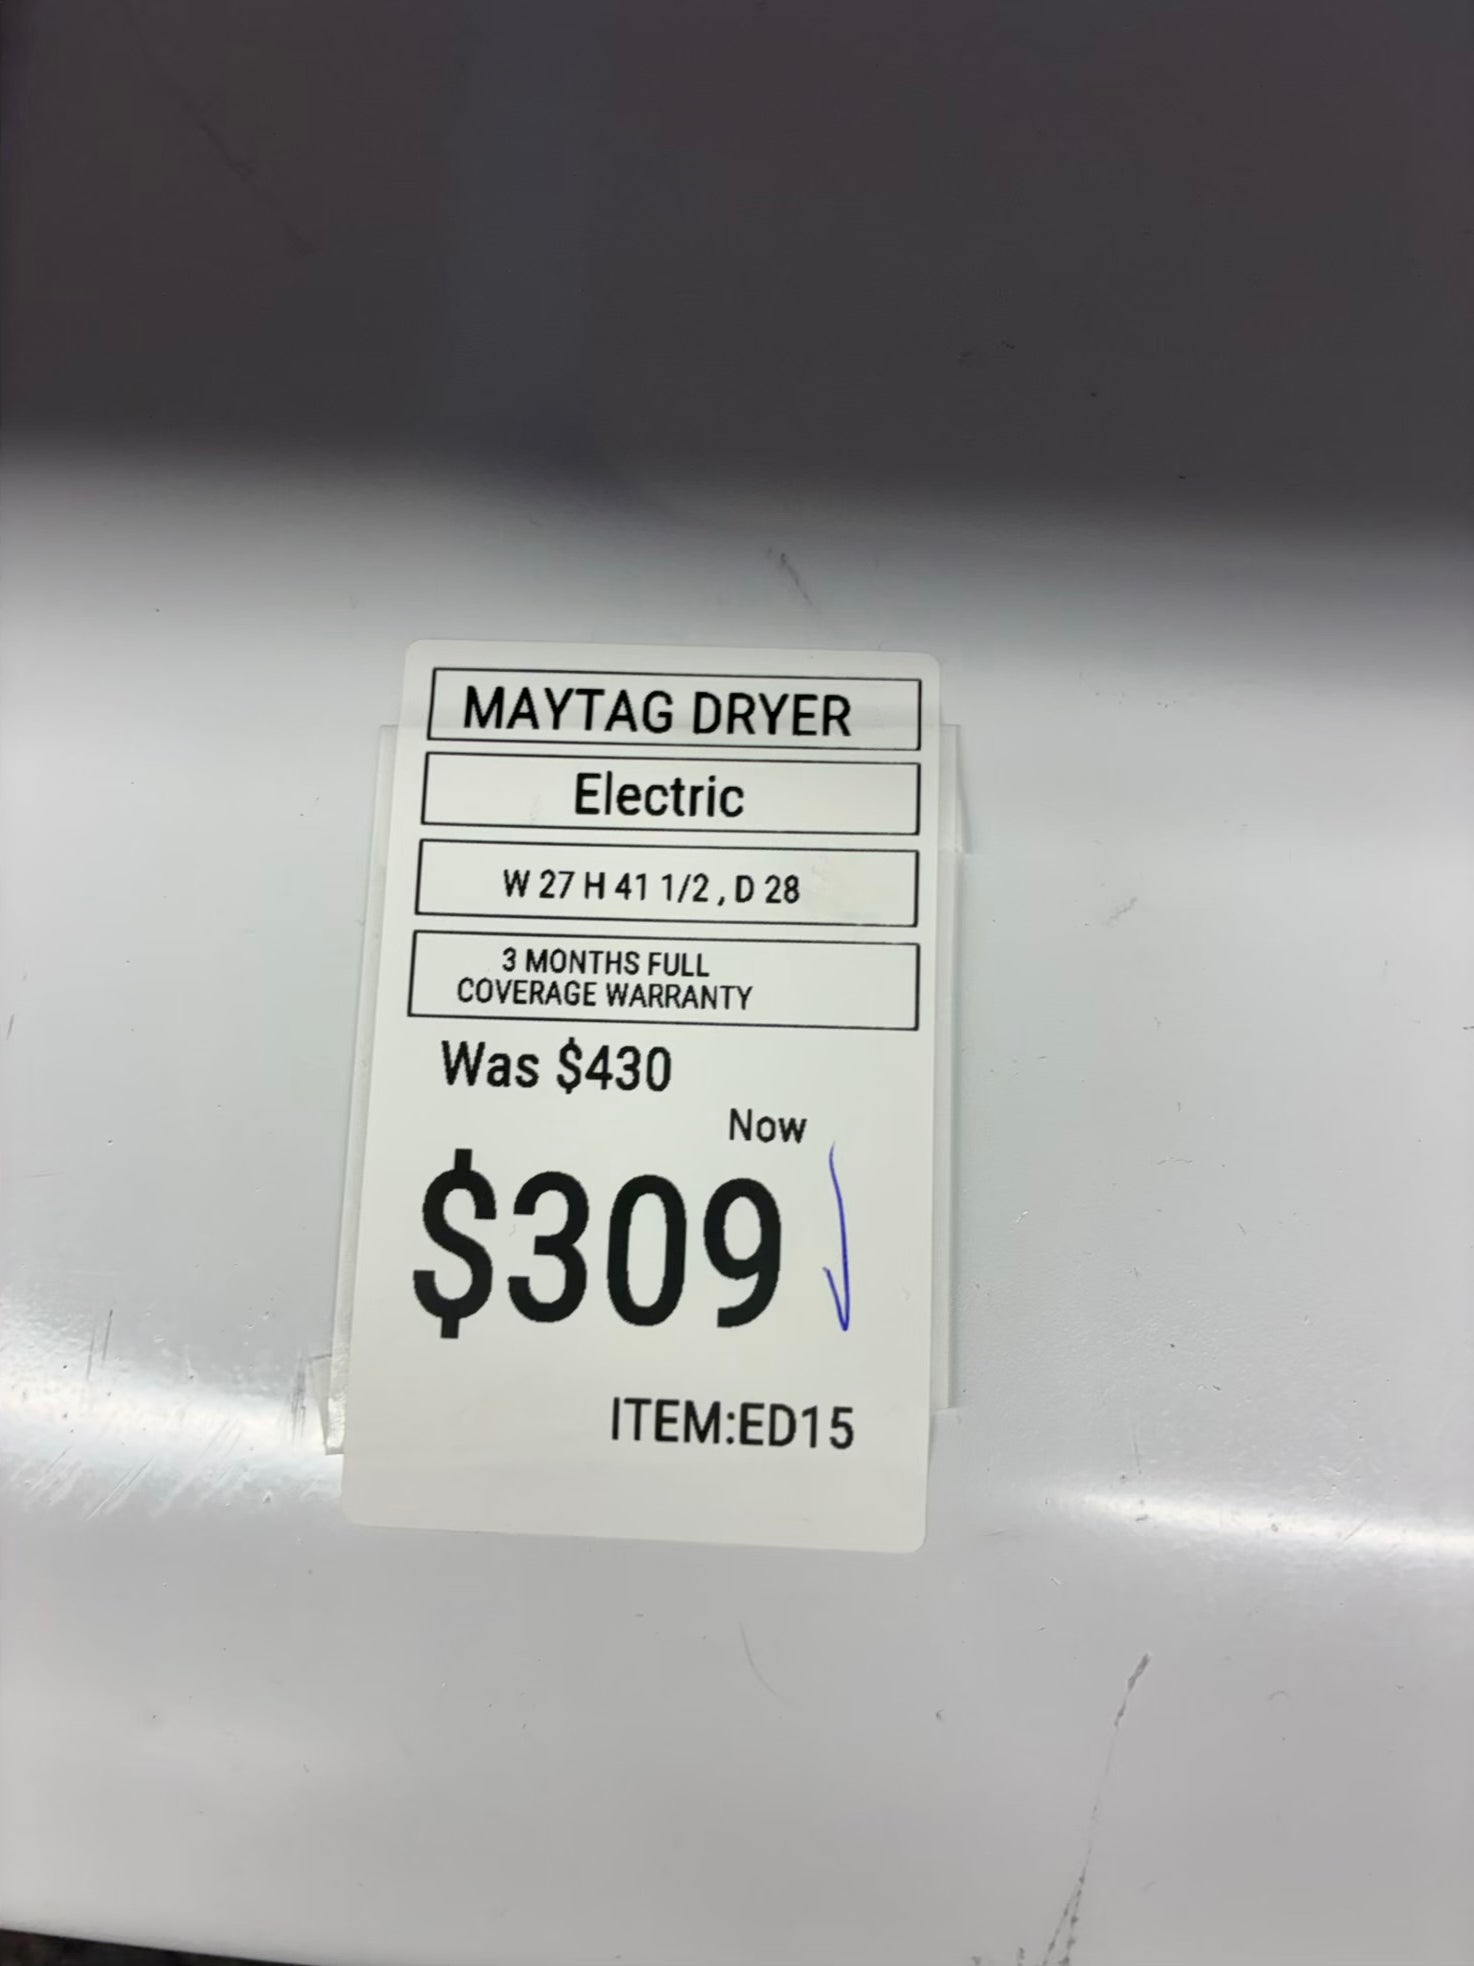 MAYTAG DRYER
Electric
W 27 H 41 1/2 , D 28
3 MONTHS FULL
COVERAGE WARRANTY
Was $430
Now
$309
ITEM:ED15